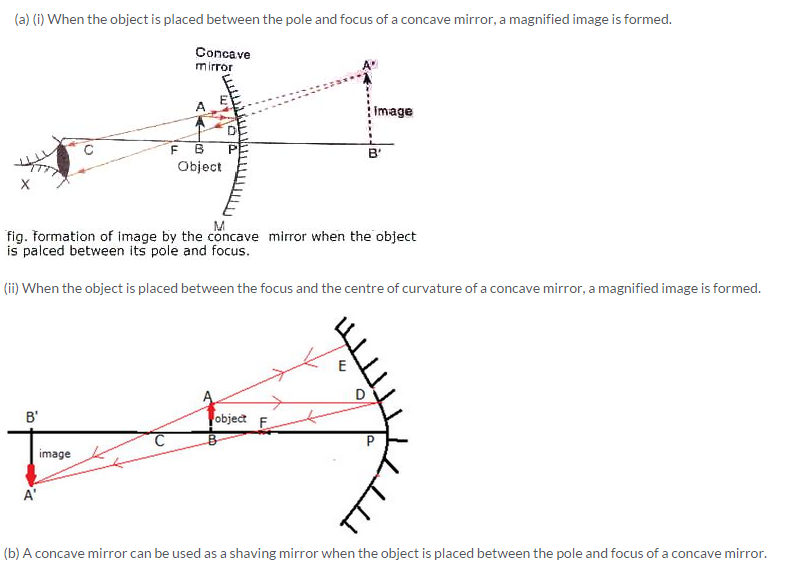 (a) (i) When the object is placed between the pole and focus of a concave mirror, a magnified image is formed.
Concave
mirror
A'
E
A
Image
D
C
F B P
B'
Object
X
M
fig. formation of image by the concave mirror when the object
is palced between its pole and focus.
(ii) When the object is placed between the focus and the centre of curvature of a concave mirror, a magnified image is formed.
E
A
D
B'
object F
C
B
P
image
A'
(b) A concave mirror can be used as a shaving mirror when the object is placed between the pole and focus of a concave mirror.